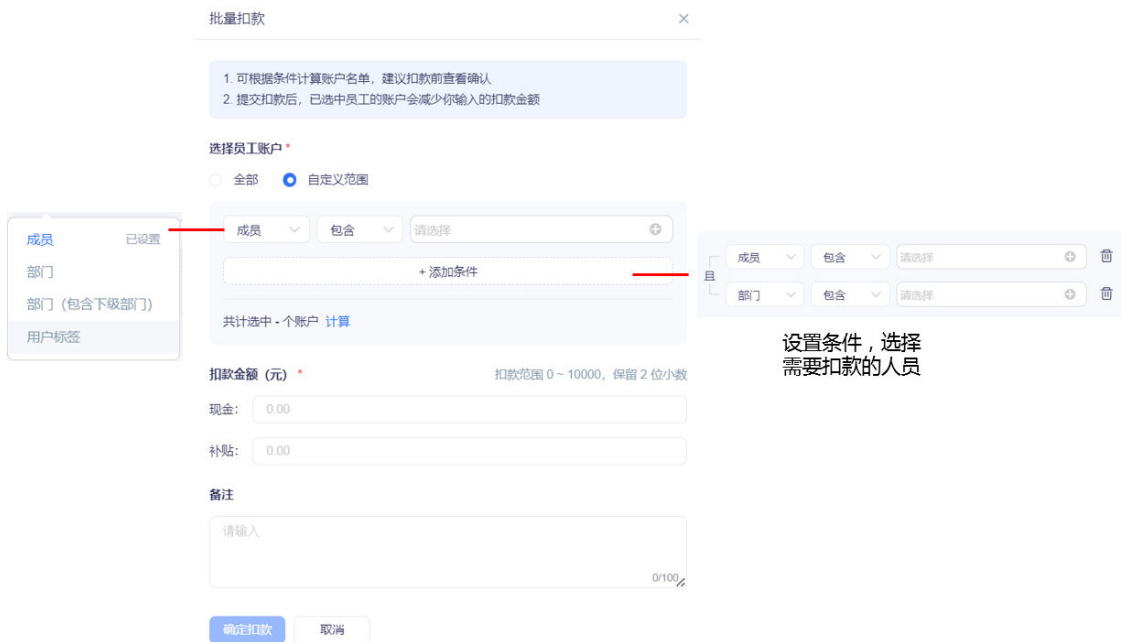 批量扣款
1. 可根据条件计算账户名单，建议扣款前查看确认
2. 提交扣款后，已选中员工的账户会减少你输入的扣款金额
选择员工账户 *
全部 自定义范围
成员 包含 请选择
+ 添加条件
共计选中 - 个账户 计算
成员 已设置
部门
部门（包含下级部门）
用户标签
且
成员 包含 请选择
部门 包含 请选择
设置条件，选择
需要扣款的人员
扣款金额（元） * 扣款范围 0 ~ 10000，保留 2 位小数
现金： 0.00
补贴： 0.00
备注
请输入
0/100
确定扣款 取消